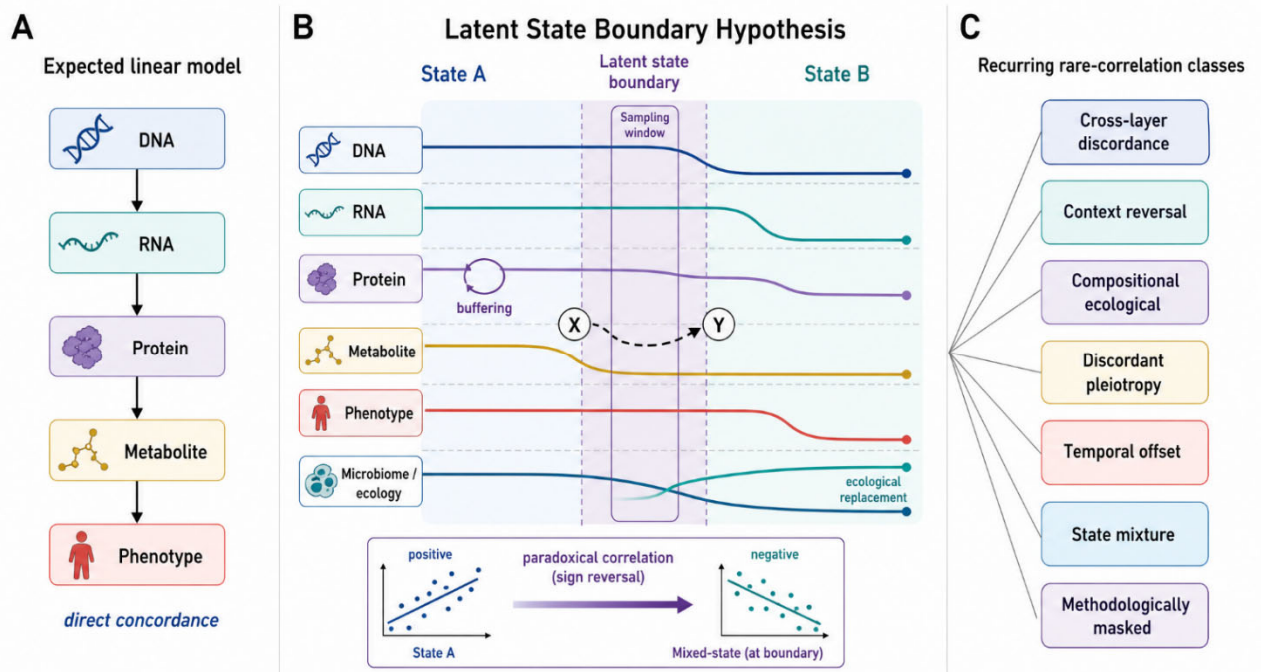 A
Expected linear model
DNA
RNA
Protein
Metabolite
Phenotype
direct concordance
B
Latent State Boundary Hypothesis
State A
Latent state
boundary
State B
Sampling
window
DNA
RNA
Protein
buffering
X
Y
Metabolite
Phenotype
Microbiome /
ecology
ecological
replacement
positive
State A
paradoxical correlation
(sign reversal)
negative
Mixed-state (at boundary)
C
Recurring rare-correlation classes
Cross-layer
discordance
Context reversal
Compositional
ecological
Discordant
pleiotropy
Temporal offset
State mixture
Methodologically
masked